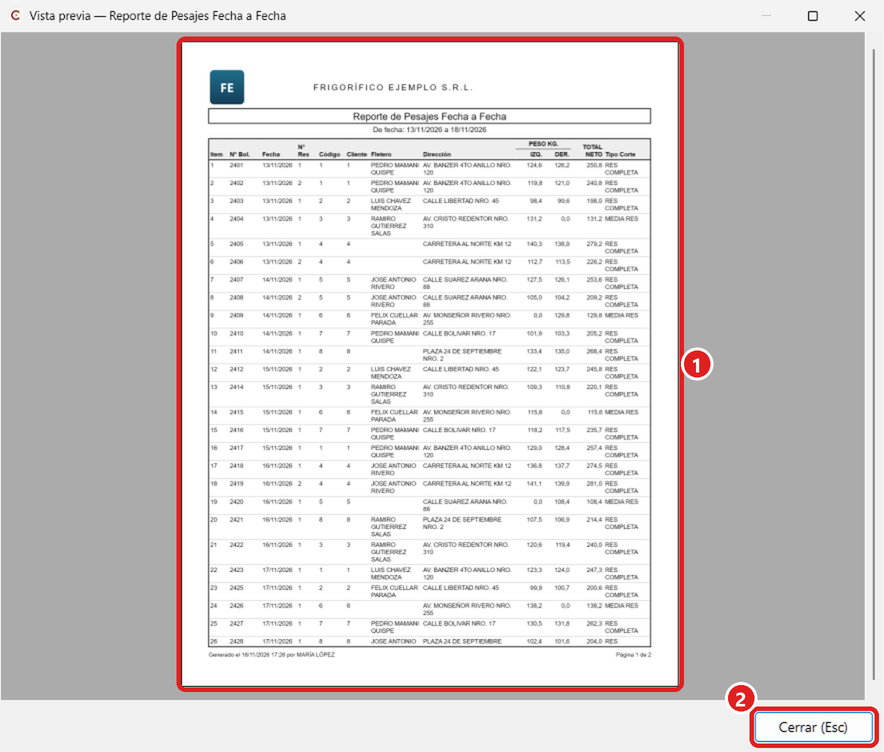 Vista previa — Reporte de Pesajes Fecha a Fecha
FE
FRIGORÍFICO EJEMPLO S.R.L.
Reporte de Pesajes Fecha a Fecha
De fecha: 13/11/2026 a 18/11/2026
N° PESO KG. TOTAL
Item N° Bol. Fecha Res Código Cliente Fletero Dirección IZQ. DER. NETO Tipo Corte
1 2401 13/11/2026 1 1 1 PEDRO MAMANI AV. BANZER 4TO ANILLO NRO. 124,6 126,2 250,8 RES
QUISPE 120 COMPLETA
2 2402 13/11/2026 2 1 1 PEDRO MAMANI AV. BANZER 4TO ANILLO NRO. 119,8 121,0 240,8 RES
QUISPE 120 COMPLETA
3 2403 13/11/2026 1 2 2 LUIS CHAVEZ CALLE LIBERTAD NRO. 45 98,4 99,6 198,0 RES
MENDOZA COMPLETA
4 2404 13/11/2026 1 3 3 RAMIRO AV. CRISTO REDENTOR NRO. 131,2 0,0 131,2 MEDIA RES
GUTIERREZ 310
SALAS
5 2405 13/11/2026 1 4 4 CARRETERA AL NORTE KM 12 140,3 138,9 279,2 RES
COMPLETA
6 2406 13/11/2026 2 4 4 CARRETERA AL NORTE KM 12 112,7 113,5 226,2 RES
COMPLETA
7 2407 14/11/2026 1 5 5 JOSE ANTONIO CALLE SUAREZ ARANA NRO. 127,5 126,1 253,6 RES
RIVERO 88 COMPLETA
8 2408 14/11/2026 2 5 5 JOSE ANTONIO CALLE SUAREZ ARANA NRO. 105,0 104,2 209,2 RES
RIVERO 88 COMPLETA
9 2409 14/11/2026 1 6 6 FELIX CUELLAR AV. MONSEÑOR RIVERO NRO. 0,0 129,8 129,8 MEDIA RES
PARADA 255
10 2410 14/11/2026 1 7 7 PEDRO MAMANI CALLE BOLIVAR NRO. 17 101,9 103,3 205,2 RES
QUISPE COMPLETA
11 2411 14/11/2026 1 8 8 PLAZA 24 DE SEPTIEMBRE 133,4 135,0 268,4 RES
NRO. 2 COMPLETA
12 2412 15/11/2026 1 2 2 LUIS CHAVEZ CALLE LIBERTAD NRO. 45 122,1 123,7 245,8 RES
MENDOZA COMPLETA
13 2414 15/11/2026 1 3 3 RAMIRO AV. CRISTO REDENTOR NRO. 109,3 110,8 220,1 RES
GUTIERREZ 310 COMPLETA
SALAS
14 2415 15/11/2026 1 6 6 FELIX CUELLAR AV. MONSEÑOR RIVERO NRO. 115,6 0,0 115,6 MEDIA RES
PARADA 255
15 2416 15/11/2026 1 7 7 PEDRO MAMANI CALLE BOLIVAR NRO. 17 118,2 117,5 235,7 RES
QUISPE COMPLETA
16 2417 15/11/2026 1 1 1 PEDRO MAMANI AV. BANZER 4TO ANILLO NRO. 129,0 128,4 257,4 RES
QUISPE 120 COMPLETA
17 2418 16/11/2026 1 4 4 JOSE ANTONIO CARRETERA AL NORTE KM 12 136,8 137,7 274,5 RES
RIVERO COMPLETA
18 2419 16/11/2026 2 4 4 JOSE ANTONIO CARRETERA AL NORTE KM 12 141,1 139,9 281,0 RES
RIVERO COMPLETA
19 2420 16/11/2026 1 5 5 CALLE SUAREZ ARANA NRO. 0,0 108,4 108,4 MEDIA RES
88
20 2421 16/11/2026 1 8 8 RAMIRO PLAZA 24 DE SEPTIEMBRE 107,5 106,9 214,4 RES
GUTIERREZ NRO. 2 COMPLETA
SALAS
21 2422 16/11/2026 1 3 3 RAMIRO AV. CRISTO REDENTOR NRO. 120,6 119,4 240,0 RES
GUTIERREZ 310 COMPLETA
SALAS
22 2423 17/11/2026 1 1 1 LUIS CHAVEZ AV. BANZER 4TO ANILLO NRO. 123,3 124,0 247,3 RES
MENDOZA 120 COMPLETA
23 2425 17/11/2026 1 2 2 FELIX CUELLAR CALLE LIBERTAD NRO. 45 99,9 100,7 200,6 RES
PARADA COMPLETA
24 2426 17/11/2026 1 6 6 AV. MONSEÑOR RIVERO NRO. 138,2 0,0 138,2 MEDIA RES
255
25 2427 17/11/2026 1 7 7 PEDRO MAMANI CALLE BOLIVAR NRO. 17 130,5 131,8 262,3 RES
QUISPE COMPLETA
26 2428 17/11/2026 1 8 8 JOSE ANTONIO PLAZA 24 DE SEPTIEMBRE 102,4 101,6 204,0 RES
Generado el 18/11/2026 17:26 por MARÍA LÓPEZ Página 1 de 2
1
2
Cerrar (Esc)